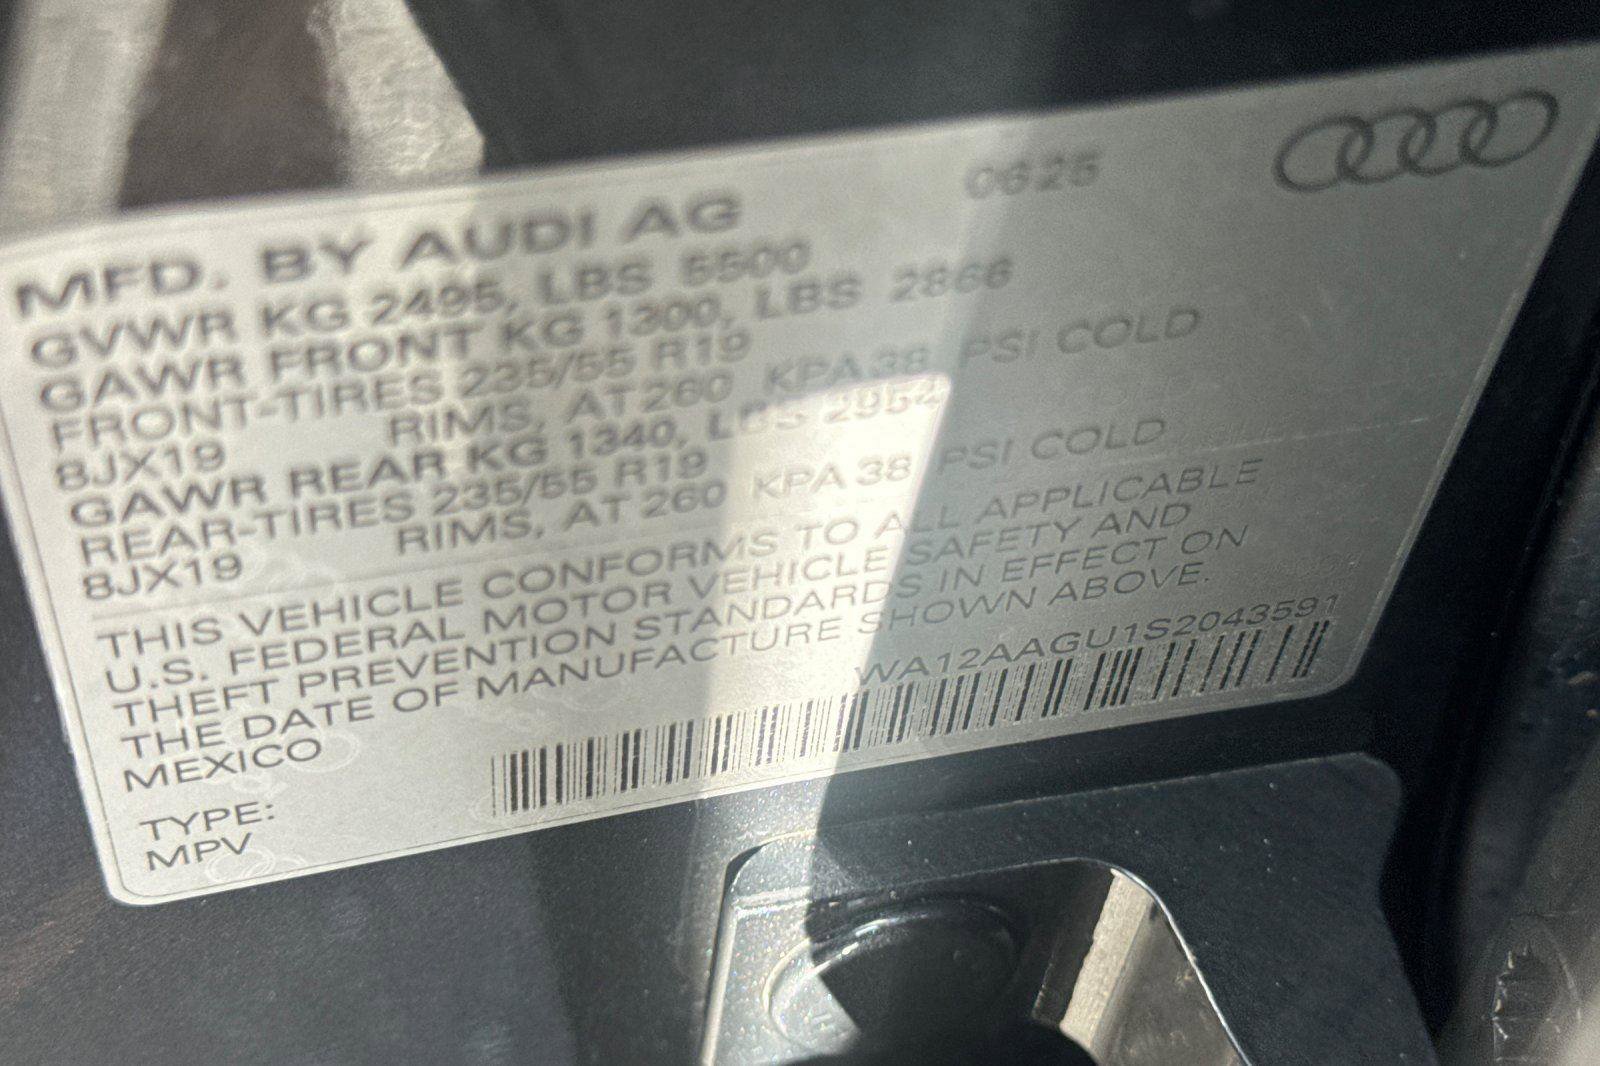 0625
MFD. BY AUDI AG
GVWR KG 2495, LBS 5500
GAWR FRONT KG 1300, LBS 2866
FRONT-TIRES 235/55 R19
8JX19 RIMS, AT 260 KPA 38 PSI COLD
GAWR REAR KG 1340, LBS 2954
REAR-TIRES 235/55 R19
8JX19 RIMS, AT 260 KPA 38 PSI COLD
THIS VEHICLE CONFORMS TO ALL APPLICABLE
U.S. FEDERAL MOTOR VEHICLE SAFETY AND
THEFT PREVENTION STANDARDS IN EFFECT ON
THE DATE OF MANUFACTURE SHOWN ABOVE.
MEXICO
WA12AAGU1S2043591
TYPE:
MPV